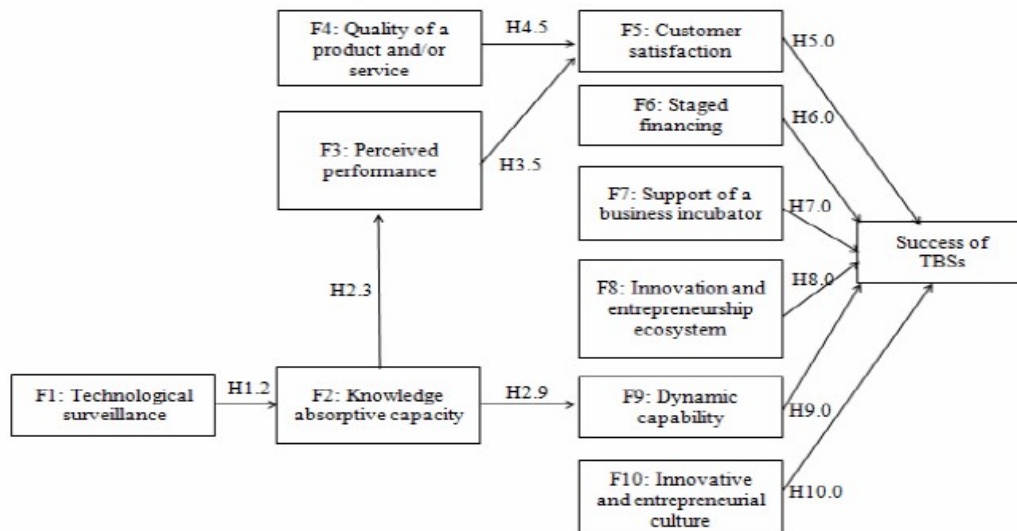 F4: Quality of a
product and/or
service
H4.5
F5: Customer
satisfaction
H5.0
F6: Staged
financing
H6.0
F3: Perceived
performance
H3.5
F7: Support of a
business incubator
H7.0
Success of
TBSs
H2.3
F8: Innovation and
entrepreneurship
ecosystem
H8.0
F1: Technological
surveillance
H1.2
F2: Knowledge
absorptive capacity
H2.9
F9: Dynamic
capability
H9.0
F10: Innovative
and entrepreneurial
culture
H10.0